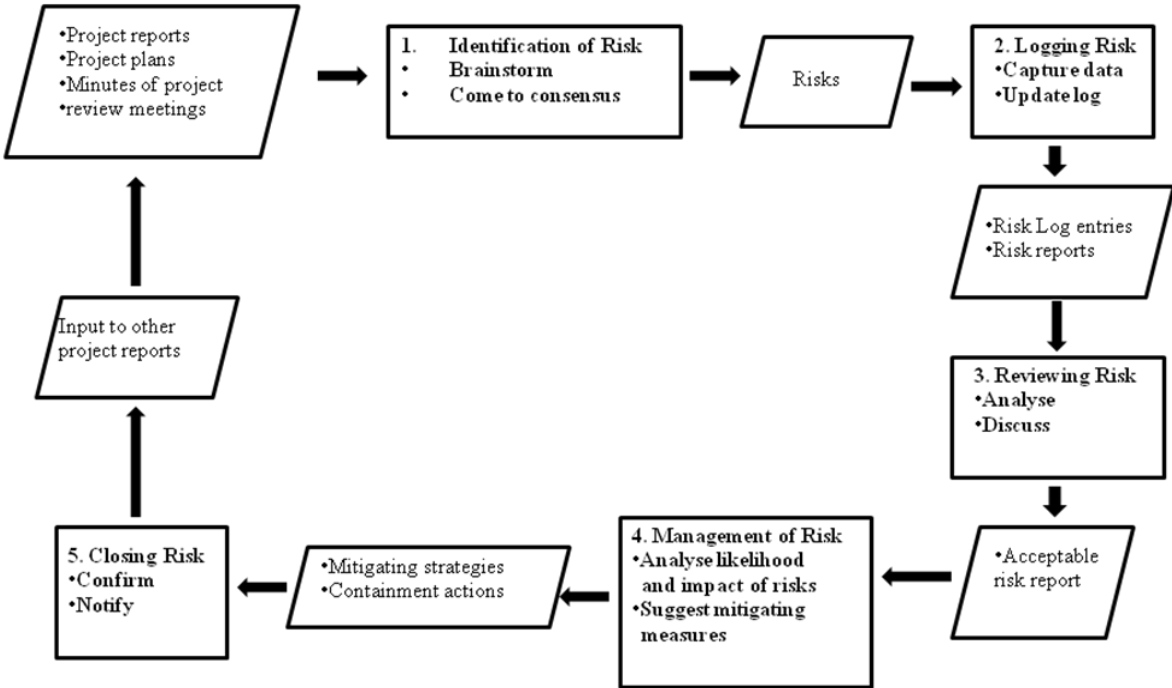 •Project reports
•Project plans
•Minutes of project
•review meetings
1. Identification of Risk
• Brainstorm
• Come to consensus
Risks
2. Logging Risk
•Capture data
•Update log
•Risk Log entries
•Risk reports
3. Reviewing Risk
•Analyse
•Discuss
•Acceptable
risk report
4. Management of Risk
•Analyse likelihood
and impact of risks
•Suggest mitigating
measures
•Mitigating strategies
•Containment actions
5. Closing Risk
•Confirm
•Notify
Input to other
project reports